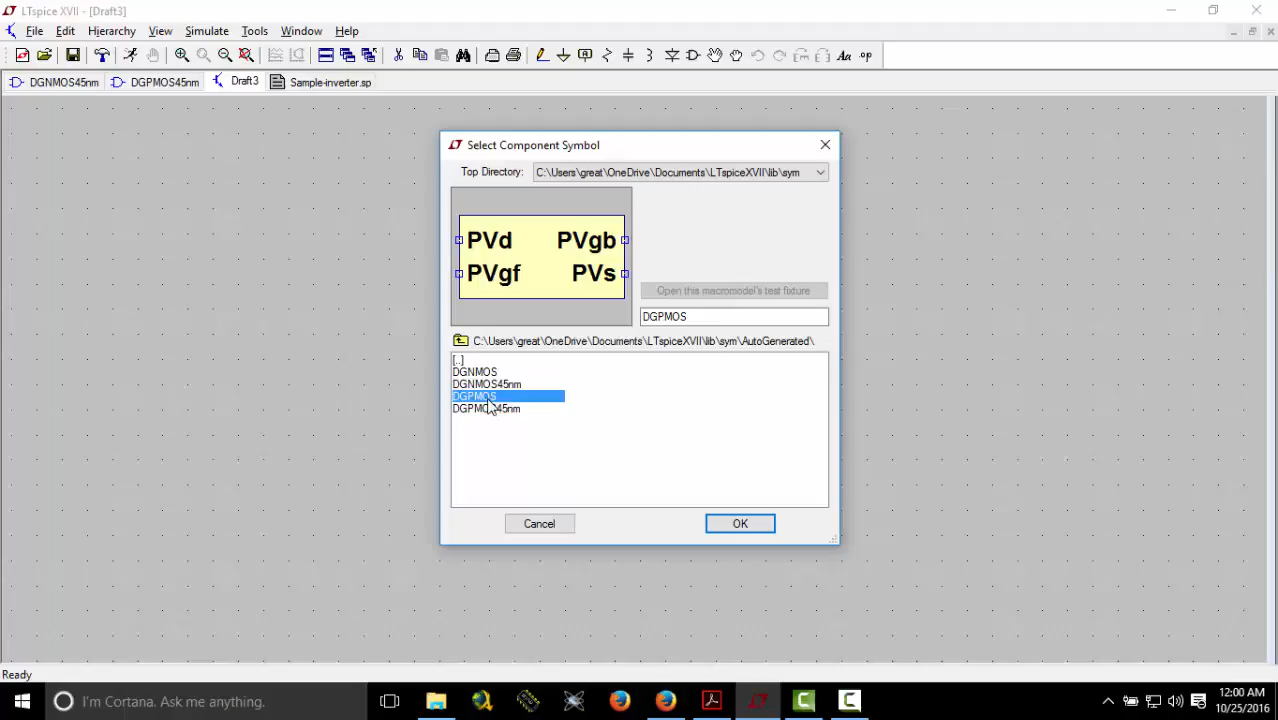 LTspice XVII - [Draft3]
File Edit Hierarchy View Simulate Tools Window Help
DGNMOS45nm DGPMOS45nm Draft3 Sample-inverter.sp
Select Component Symbol
Top Directory: C:\Users\great\OneDrive\Documents\LTspiceXVII\lib\sym
PVd PVgb
PVgf PVs
Open this macromodel's test fixture
DGPMOS
C:\Users\great\OneDrive\Documents\LTspiceXVII\lib\sym\AutoGenerated\
[..]
DGNMOS
DGNMOS45nm
DGPMOS
DGPMOS45nm
Cancel OK
Ready
I'm Cortana. Ask me anything.
12:00 AM
10/25/2016